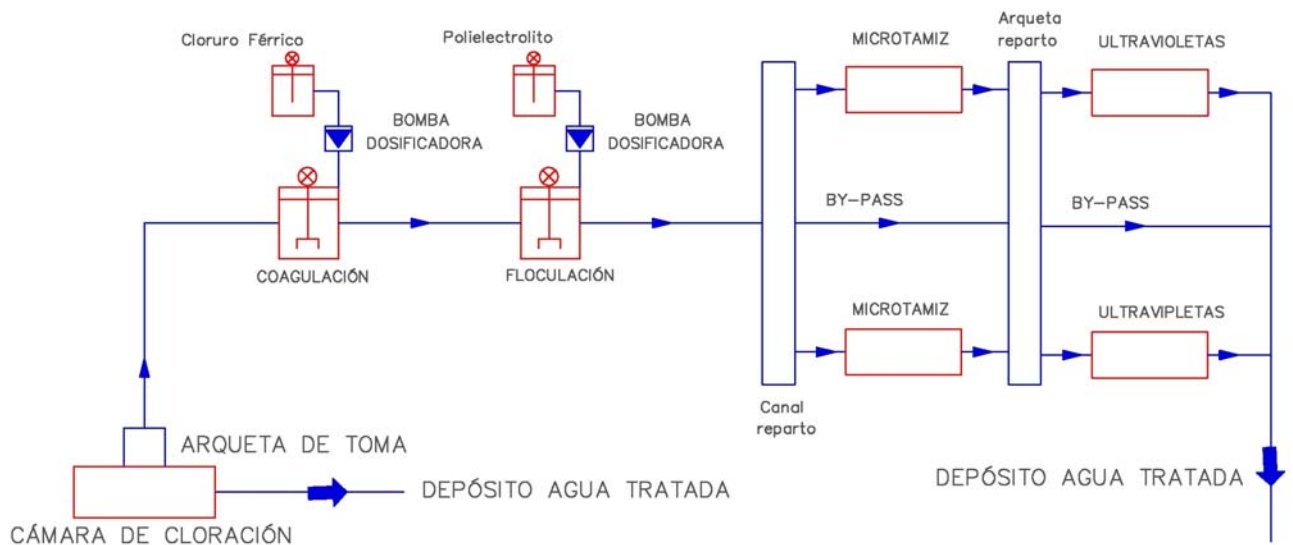 Cloruro Férrico
Polielectrolito
MICROTAMIZ
Arqueta
reparto
ULTRAVIOLETAS
BOMBA
DOSIFICADORA
BOMBA
DOSIFICADORA
BY-PASS
BY-PASS
COAGULACIÓN
FLOCULACIÓN
MICROTAMIZ
ULTRAVIPLETAS
Canal
reparto
ARQUETA DE TOMA
DEPÓSITO AGUA TRATADA
DEPÓSITO AGUA TRATADA
CÁMARA DE CLORACIÓN